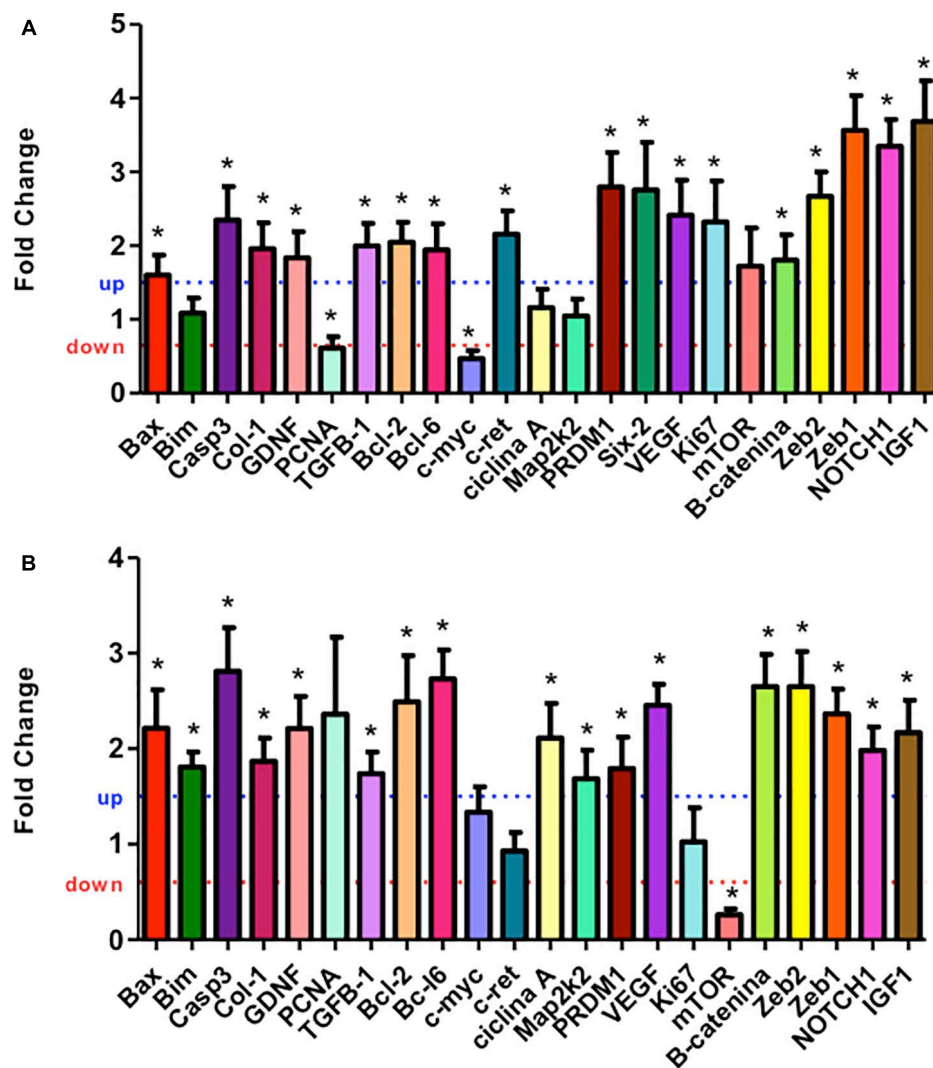 A
5
4
3
2
1
0
Fold Change
up
down
* * * * * * * * * * * * * * * * * * * *
Bax
Bim
Casp3
Col-1
GDNF
PCNA
TGFB-1
Bcl-2
Bcl-6
c-myc
c-ret
ciclina A
Map2k2
PRDM1
Six-2
VEGF
Ki67
mTOR
B-catenina
Zeb2
Zeb1
NOTCH1
IGF1
B
4
3
2
1
0
Fold Change
up
down
* * * * * * * * * * * * * * * * * *
Bax
Bim
Casp3
Col-1
GDNF
PCNA
TGFB-1
Bcl-2
Bc-l6
c-myc
c-ret
ciclina A
Map2k2
PRDM1
VEGF
Ki67
mTOR
B-catenina
Zeb2
Zeb1
NOTCH1
IGF1